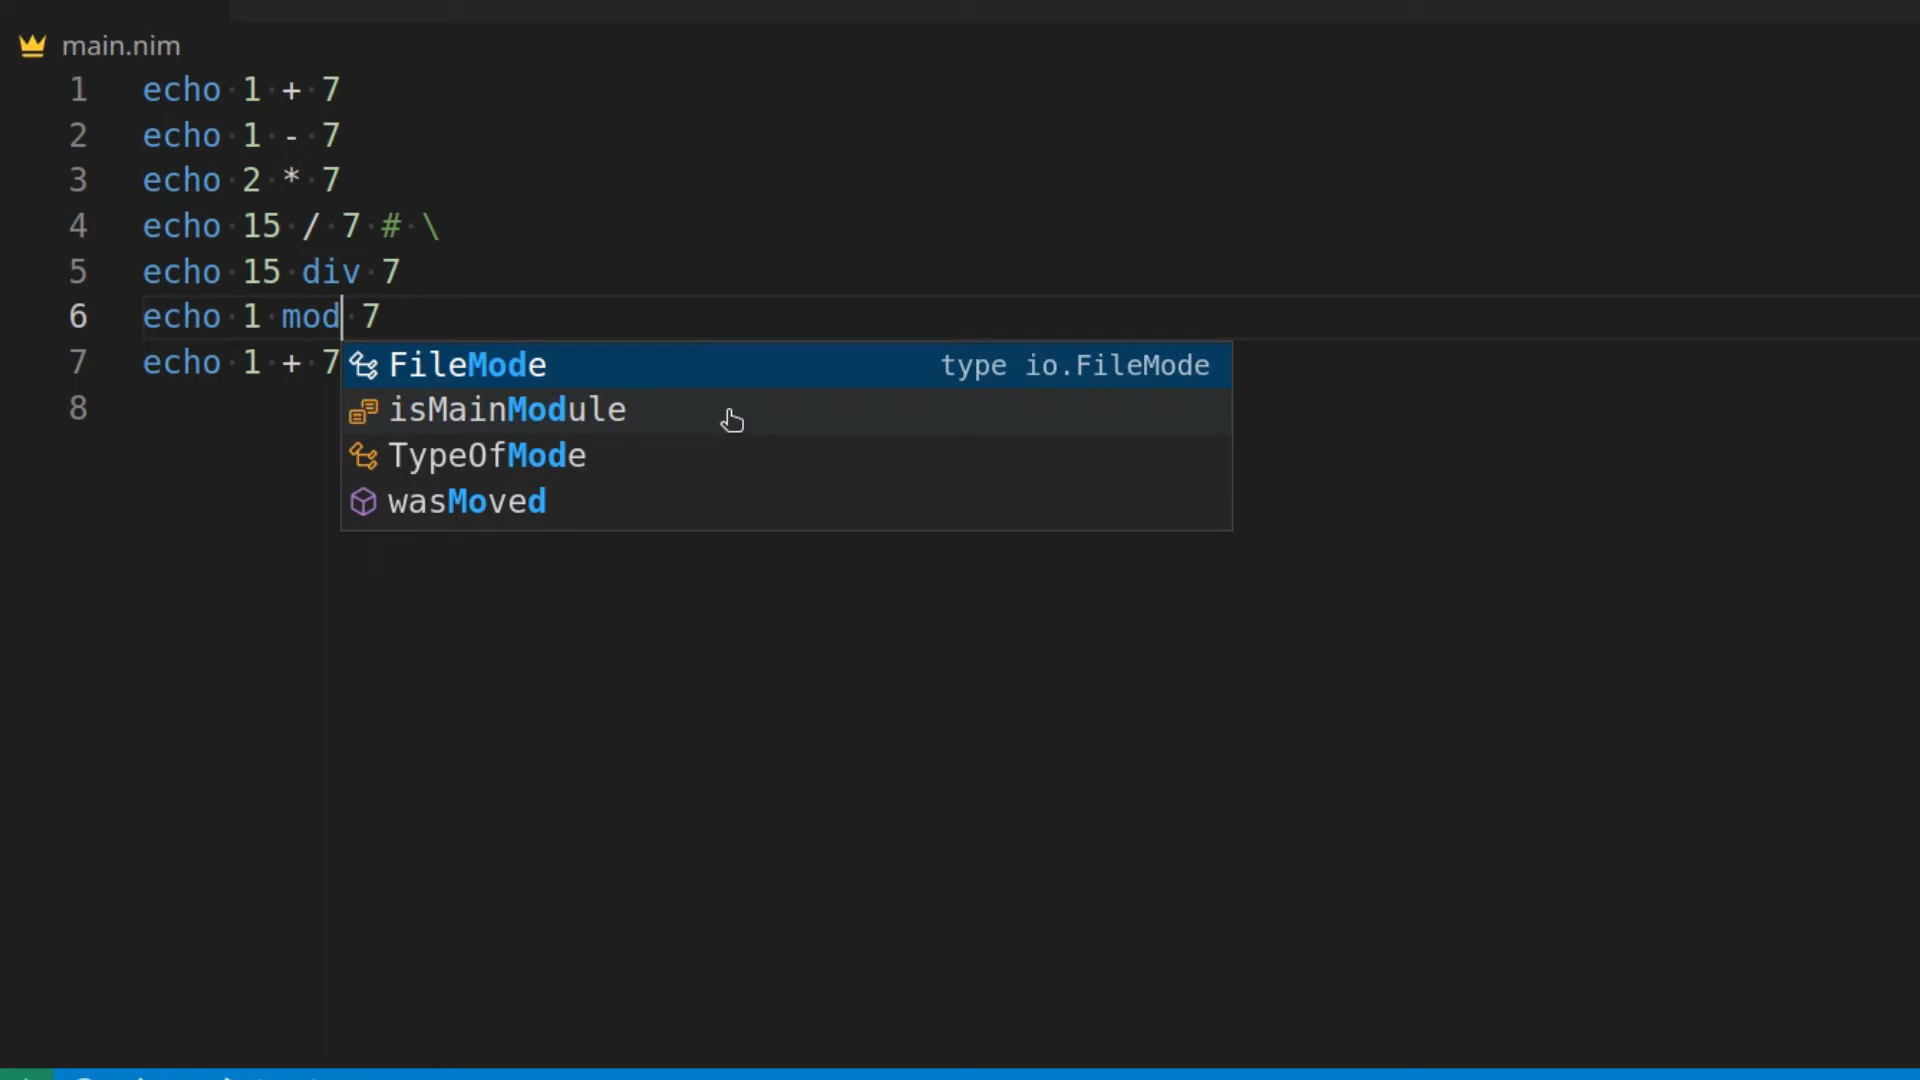 main.nim
1 echo 1 + 7
2 echo 1 - 7
3 echo 2 * 7
4 echo 15 / 7 # \
5 echo 15 div 7
6 echo 1 mod 7
7 echo 1 + 7
FileMode type io.FileMode
8
isMainModule
TypeOfMode
wasMoved